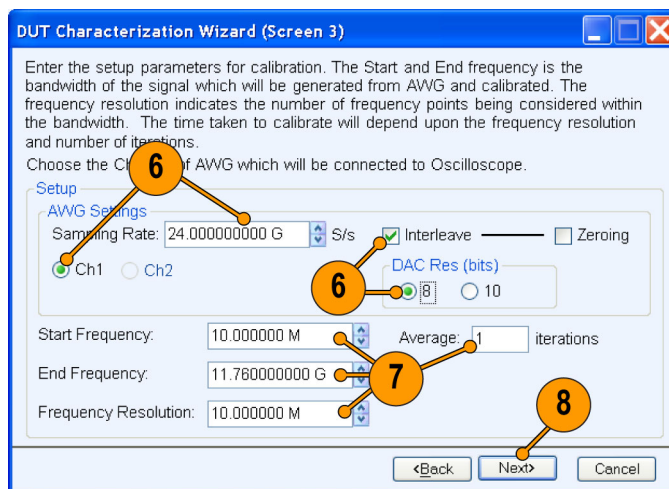 DUT Characterization Wizard (Screen 3)
Enter the setup parameters for calibration. The Start and End frequency is the
bandwidth of the signal which will be generated from AWG and calibrated. The
frequency resolution indicates the number of frequency points being considered within
the bandwidth. The time taken to calibrate will depend upon the frequency resolution
and number of iterations.
Choose the Ch of AWG which will be connected to Oscilloscope.
6
Setup
AWG Settings
Sampling Rate: 24.000000000 G S/s Interleave Zeroing
Ch1 Ch2 DAC Res (bits)
6 8 10
Start Frequency: 10.000000 M Average: 1 iterations
End Frequency: 11.760000000 G 7
Frequency Resolution: 10.000000 M 8
<Back Next> Cancel